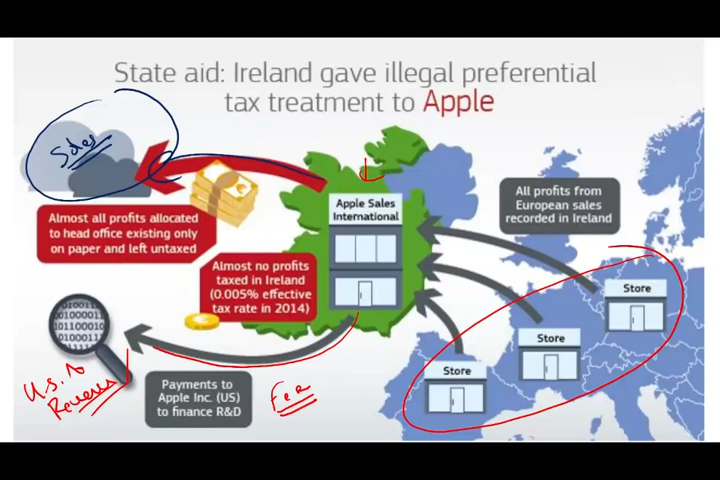 State aid: Ireland gave illegal preferential
tax treatment to Apple
Sales
Apple Sales
International
All profits from
European sales
recorded in Ireland
Almost all profits allocated
to head office existing only
on paper and left untaxed
Almost no profits
taxed in Ireland
(0.005% effective
tax rate in 2014)
Store
Store
Store
U.S.
Revenue
Payments to
Apple Inc. (US)
to finance R&D
Fee